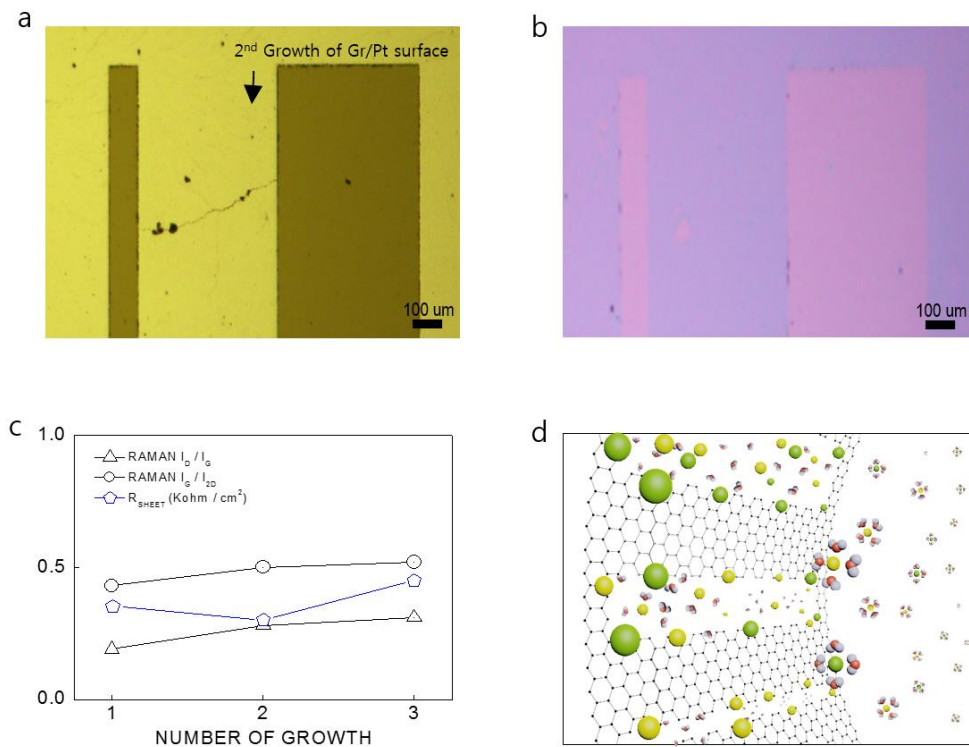 a
2nd Growth of Gr/Pt surface
100 um
b
100 um
c
1.0
0.5
0.0
RAMAN ID / IG
RAMAN IG / I2D
RSHEET (Kohm / cm2)
1 2 3
NUMBER OF GROWTH
d